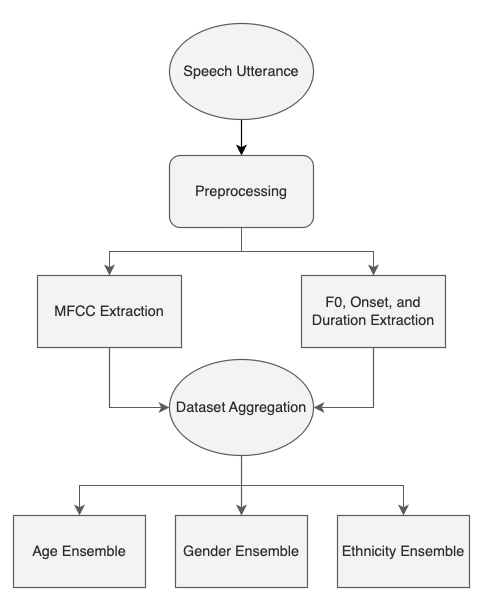 Speech Utterance
Preprocessing
MFCC Extraction
F0, Onset, and
Duration Extraction
Dataset Aggregation
Age Ensemble
Gender Ensemble
Ethnicity Ensemble